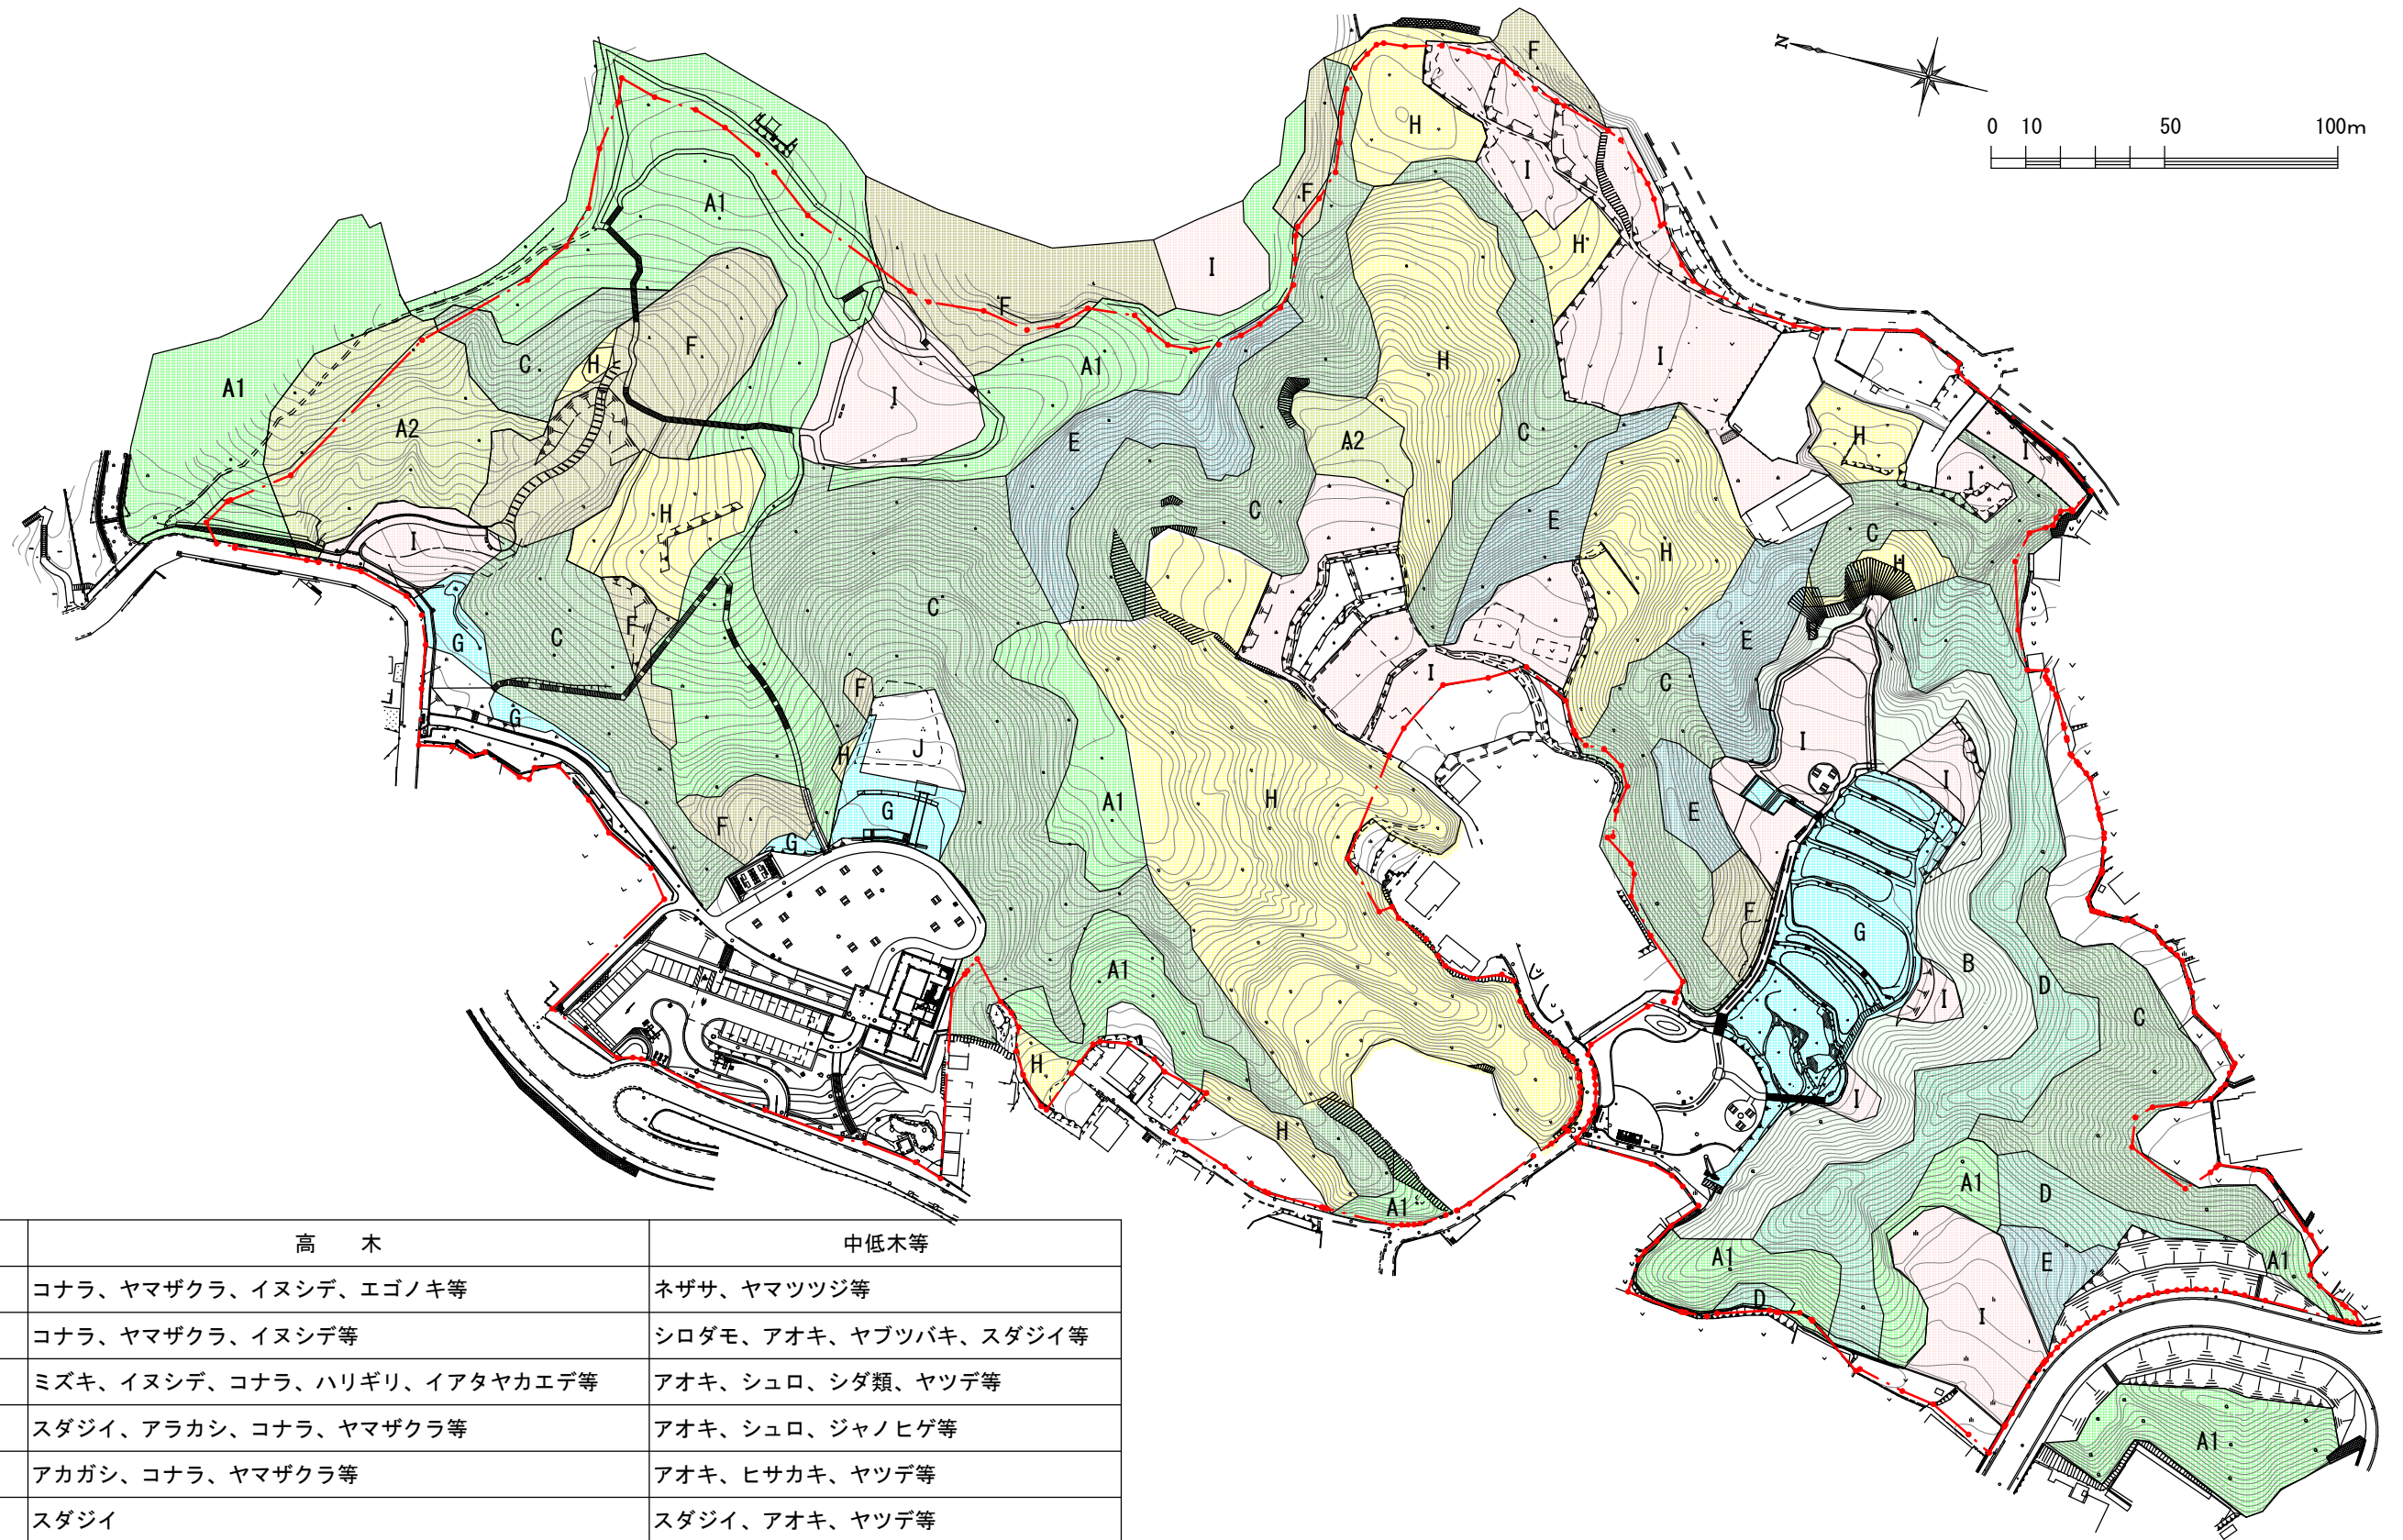 N
0 10 50 100m
F
H
A1
I
F
H
I
F
C
H
F
A1
I
H
I
A1
A2
I
E
A2
C
H
I
H
C
E
I
C
H
E
H
G
C
F
C
I
C
E
G
F
J
H
I
I
G
A1
H
E
F
G
F
G
B
D
A1
I
C
H
I
H
A1
A1
D
A1
D
E
A1
I
A1
高 木 中低木等
コナラ、ヤマザクラ、イヌシデ、エゴノキ等 ネザサ、ヤマツツジ等
コナラ、ヤマザクラ、イヌシデ等 シロダモ、アオキ、ヤブツバキ、スダジイ等
ミズキ、イヌシデ、コナラ、ハリギリ、イアタヤカエデ等 アオキ、シュロ、シダ類、ヤツデ等
スダジイ、アラカシ、コナラ、ヤマザクラ等 アオキ、シュロ、ジャノヒゲ等
アカガシ、コナラ、ヤマザクラ等 アオキ、ヒサカキ、ヤツデ等
スダジイ スダジイ、アオキ、ヤツデ等